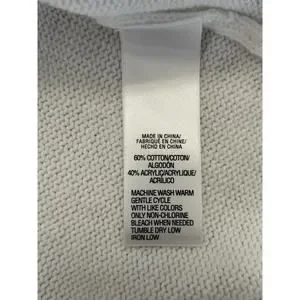 MADE IN CHINA/
FABRIQUÉ EN CHINE/
HECHO EN CHINA
60% COTTON/COTON/
ALGODÓN
40% ACRYLIC/ACRYLIQUE/
ACRÍLICO
MACHINE WASH WARM
GENTLE CYCLE
WITH LIKE COLORS
ONLY NON-CHLORINE
BLEACH WHEN NEEDED
TUMBLE DRY LOW
IRON LOW